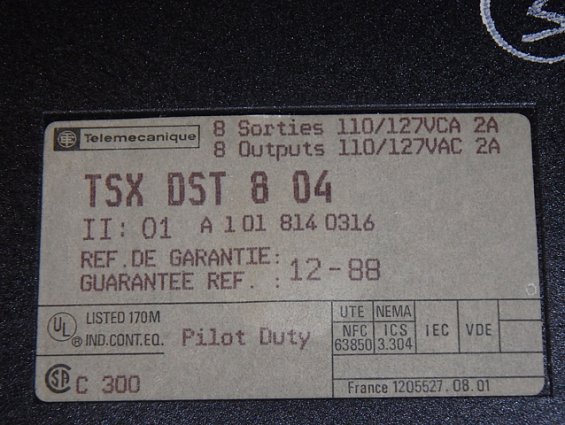 Telemecanique
8 Sorties 110/127VCA 2A
8 Outputs 110/127VAC 2A
TSX DST 8 04
II: 01 A 1 01 814 0316
REF. DE GARANTIE:
GUARANTEE REF. : 12-88
UL ® LISTED 170M
IND.CONT.EQ. Pilot Duty
UTE NEMA
NFC ICS IEC VDE
63850 3.304
SA C 300
France 1205527. 08. 01